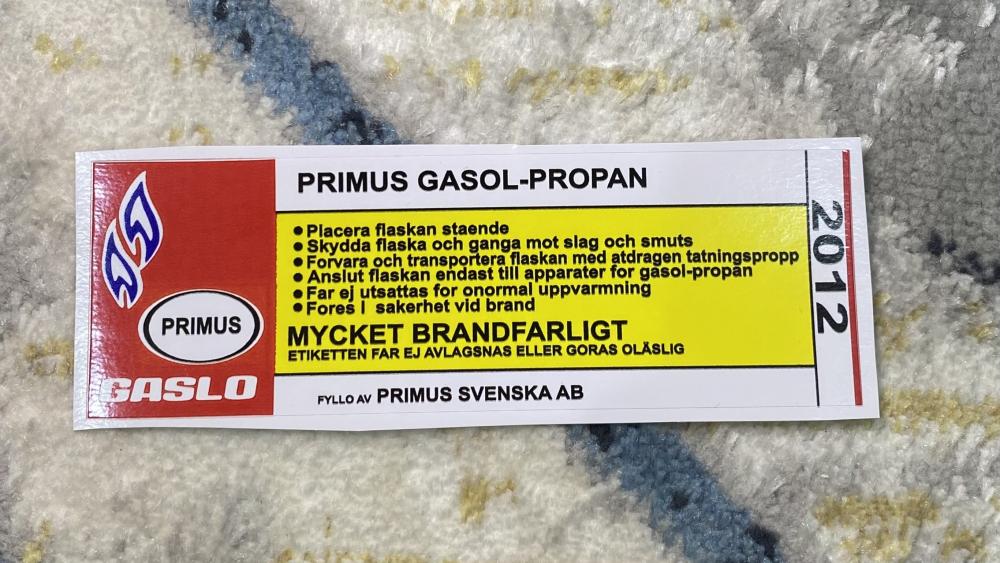 PRIMUS GASOL-PROPAN
• Placera flaskan staende
• Skydda flaska och ganga mot slag och smuts
• Forvara och transportera flaskan med atdragen tatningspropp
• Anslut flaskan endast till apparater for gasol-propan
• Far ej utsattas for onormal uppvarmning
• Fores I sakerhet vid brand
MYCKET BRANDFARLIGT
ETIKETTEN FAR EJ AVLAGSNAS ELLER GORAS OLÄSLIG
FYLLO AV PRIMUS SVENSKA AB
PRIMUS
GASLO
2012